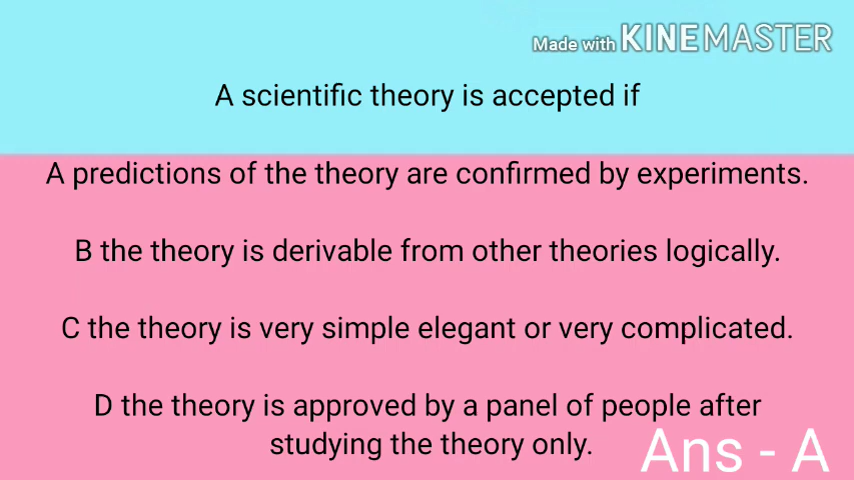 Made with KINEMASTER
A scientific theory is accepted if
A predictions of the theory are confirmed by experiments.
B the theory is derivable from other theories logically.
C the theory is very simple elegant or very complicated.
D the theory is approved by a panel of people after
studying the theory only.
Ans - A